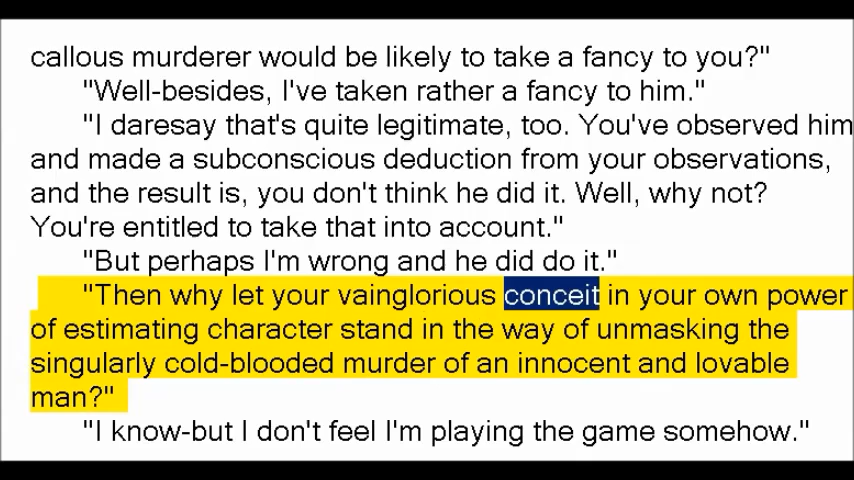 callous murderer would be likely to take a fancy to you?"
"Well-besides, I've taken rather a fancy to him."
"I daresay that's quite legitimate, too. You've observed him
and made a subconscious deduction from your observations,
and the result is, you don't think he did it. Well, why not?
You're entitled to take that into account."
"But perhaps I'm wrong and he did do it."
"Then why let your vainglorious conceit in your own power
of estimating character stand in the way of unmasking the
singularly cold-blooded murder of an innocent and lovable
man?"
"I know-but I don't feel I'm playing the game somehow."